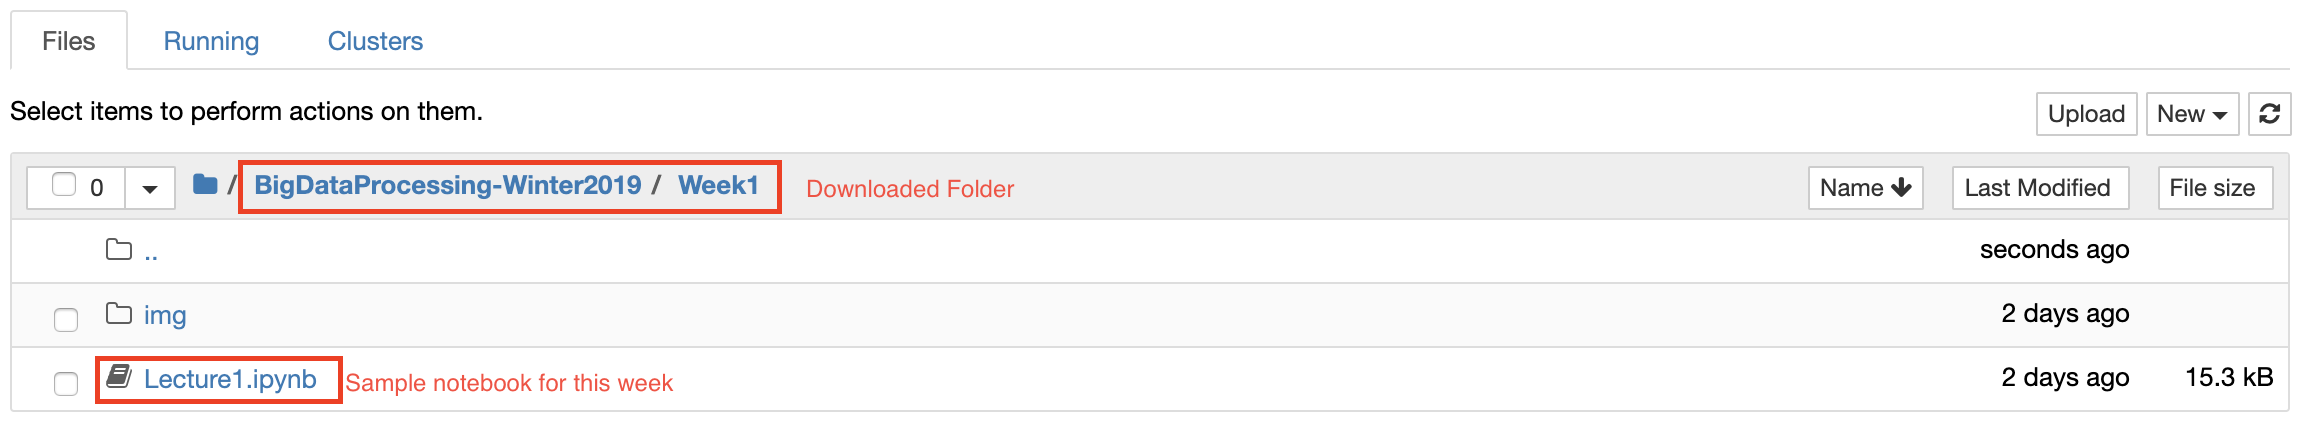 Files Running Clusters
Select items to perform actions on them. Upload New
0 / BigDataProcessing-Winter2019 / Week1 Downloaded Folder Name Last Modified File size
.. seconds ago
img 2 days ago
Lecture1.ipynb Sample notebook for this week 2 days ago 15.3 kB